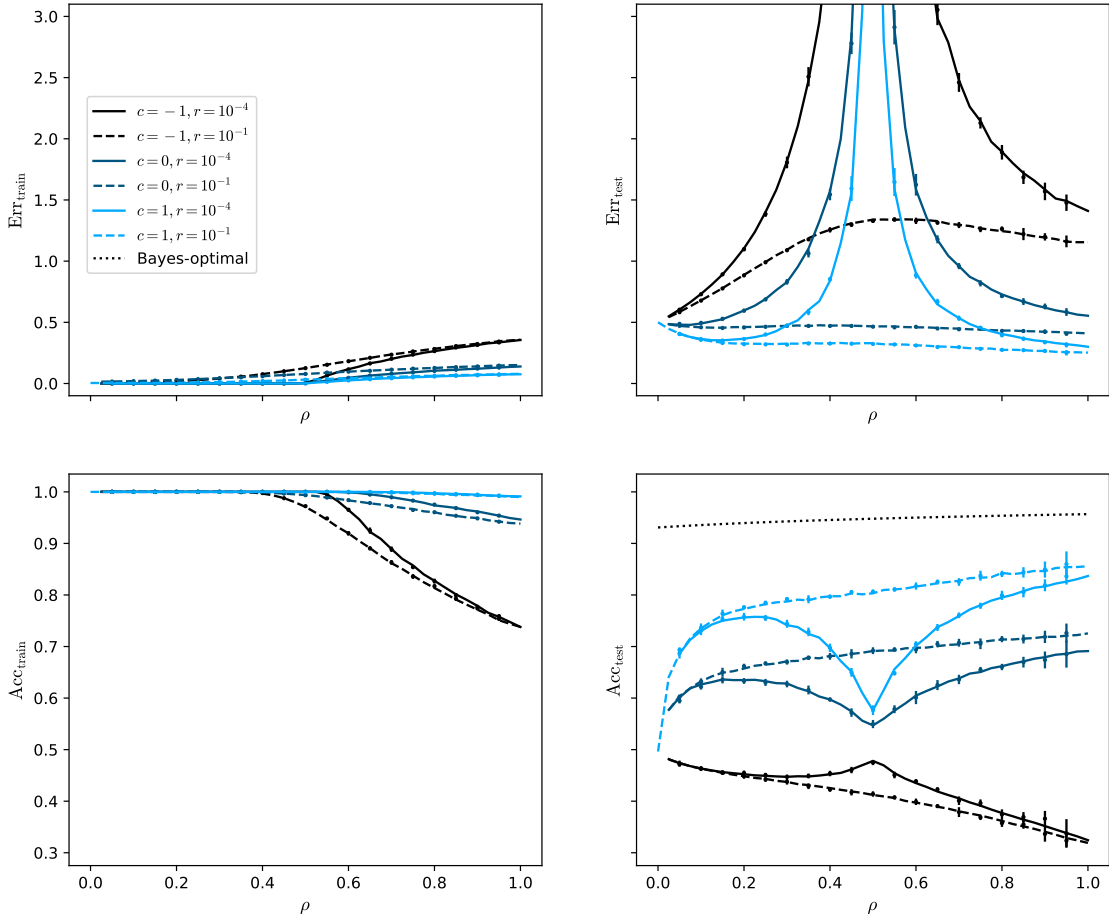 3.0
2.5
2.0
1.5
1.0
0.5
0.0
Err_train
c = −1, r = 10^−4
c = −1, r = 10^−1
c = 0, r = 10^−4
c = 0, r = 10^−1
c = 1, r = 10^−4
c = 1, r = 10^−1
Bayes-optimal
ρ
Err_test
ρ
1.0
0.9
0.8
0.7
0.6
0.5
0.4
0.3
Acc_train
0.0 0.2 0.4 0.6 0.8 1.0
ρ
Acc_test
0.0 0.2 0.4 0.6 0.8 1.0
ρ